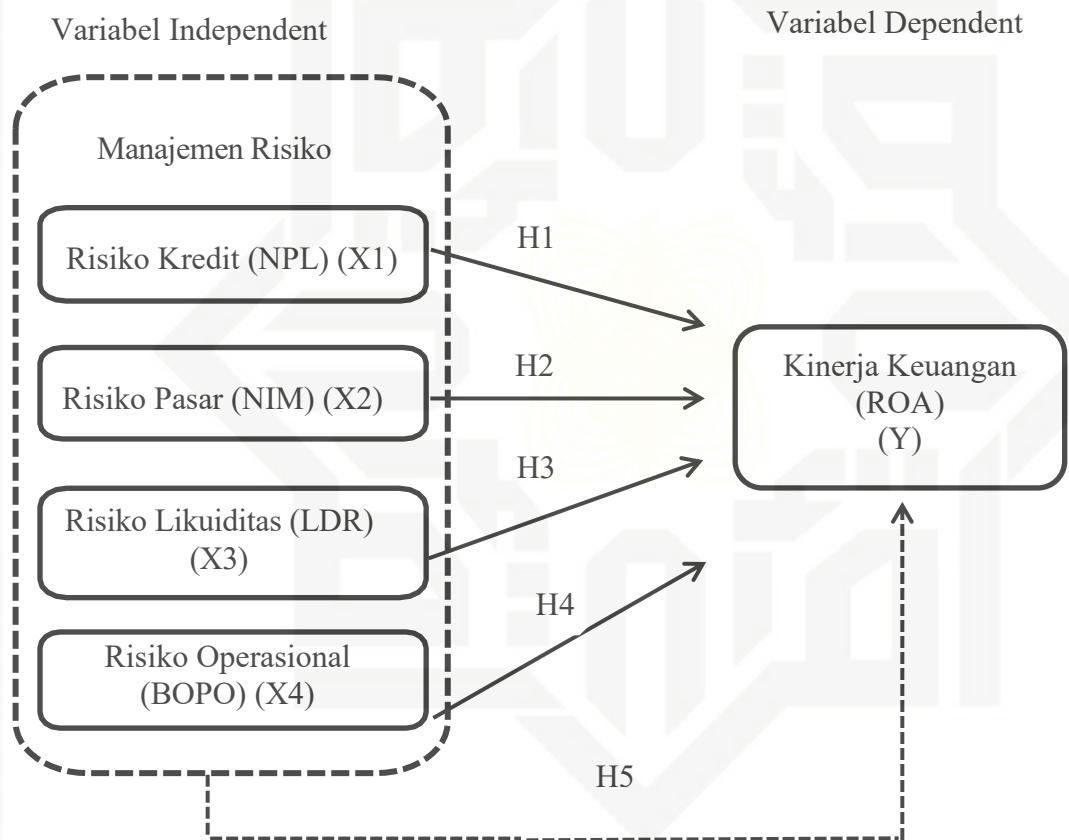 Variabel Independent
Variabel Dependent
Manajemen Risiko
Risiko Kredit (NPL) (X1)
H1
Risiko Pasar (NIM) (X2)
H2
Kinerja Keuangan
(ROA)
(Y)
Risiko Likuiditas (LDR)
(X3)
H3
Risiko Operasional
(BOPO) (X4)
H4
H5